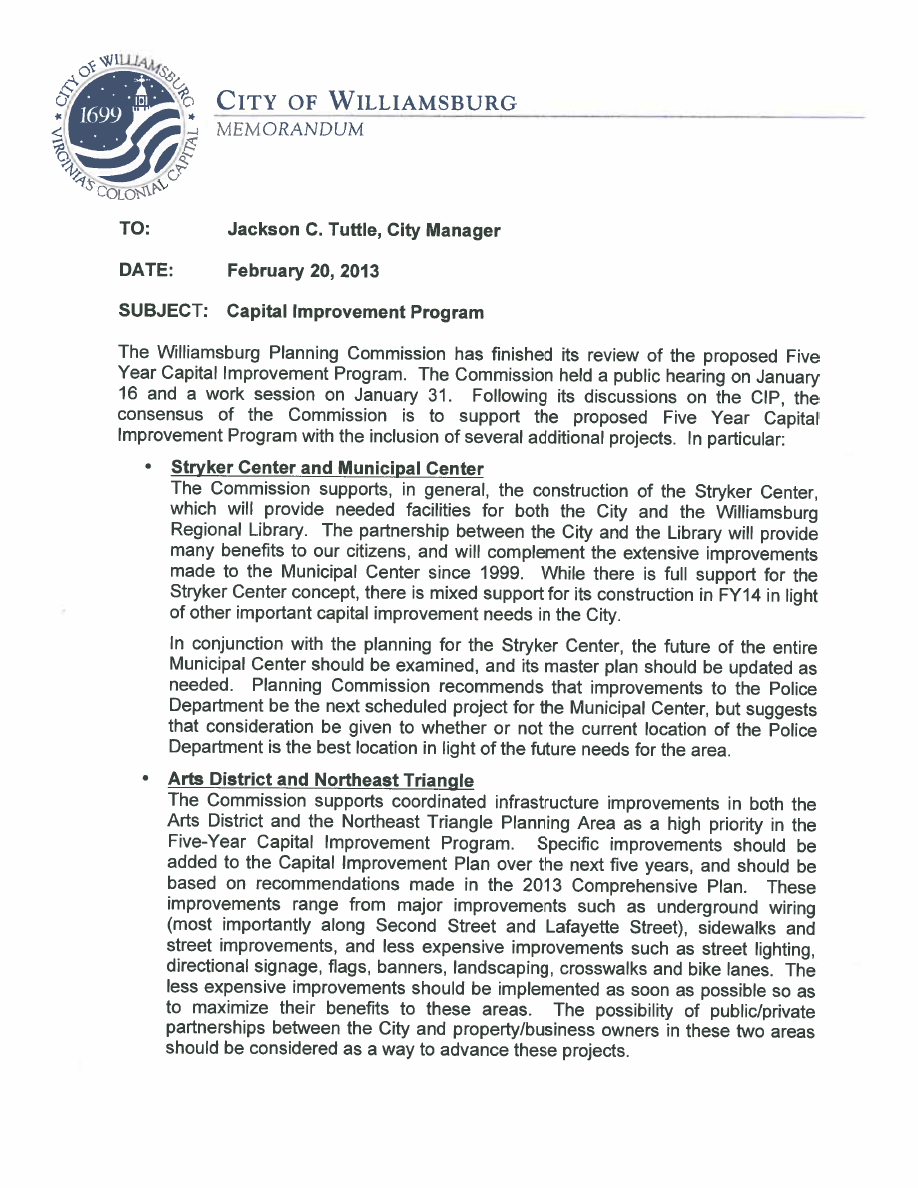 CITY OF WILLIAMSBURG
1699
VIRGINIA'S COLONIAL CAPITAL
CITY OF WILLIAMSBURG
MEMORANDUM
TO: Jackson C. Tuttle, City Manager
DATE: February 20, 2013
SUBJECT: Capital Improvement Program
The Williamsburg Planning Commission has finished its review of the proposed Five
Year Capital Improvement Program. The Commission held a public hearing on January
16 and a work session on January 31. Following its discussions on the CIP, the
consensus of the Commission is to support the proposed Five Year Capital
Improvement Program with the inclusion of several additional projects. In particular:
• Stryker Center and Municipal Center
The Commission supports, in general, the construction of the Stryker Center,
which will provide needed facilities for both the City and the Williamsburg
Regional Library. The partnership between the City and the Library will provide
many benefits to our citizens, and will complement the extensive improvements
made to the Municipal Center since 1999. While there is full support for the
Stryker Center concept, there is mixed support for its construction in FY14 in light
of other important capital improvement needs in the City.
In conjunction with the planning for the Stryker Center, the future of the entire
Municipal Center should be examined, and its master plan should be updated as
needed. Planning Commission recommends that improvements to the Police
Department be the next scheduled project for the Municipal Center, but suggests
that consideration be given to whether or not the current location of the Police
Department is the best location in light of the future needs for the area.
• Arts District and Northeast Triangle
The Commission supports coordinated infrastructure improvements in both the
Arts District and the Northeast Triangle Planning Area as a high priority in the
Five-Year Capital Improvement Program. Specific improvements should be
added to the Capital Improvement Plan over the next five years, and should be
based on recommendations made in the 2013 Comprehensive Plan. These
improvements range from major improvements such as underground wiring
(most importantly along Second Street and Lafayette Street), sidewalks and
street improvements, and less expensive improvements such as street lighting,
directional signage, flags, banners, landscaping, crosswalks and bike lanes. The
less expensive improvements should be implemented as soon as possible so as
to maximize their benefits to these areas. The possibility of public/private
partnerships between the City and property/business owners in these two areas
should be considered as a way to advance these projects.